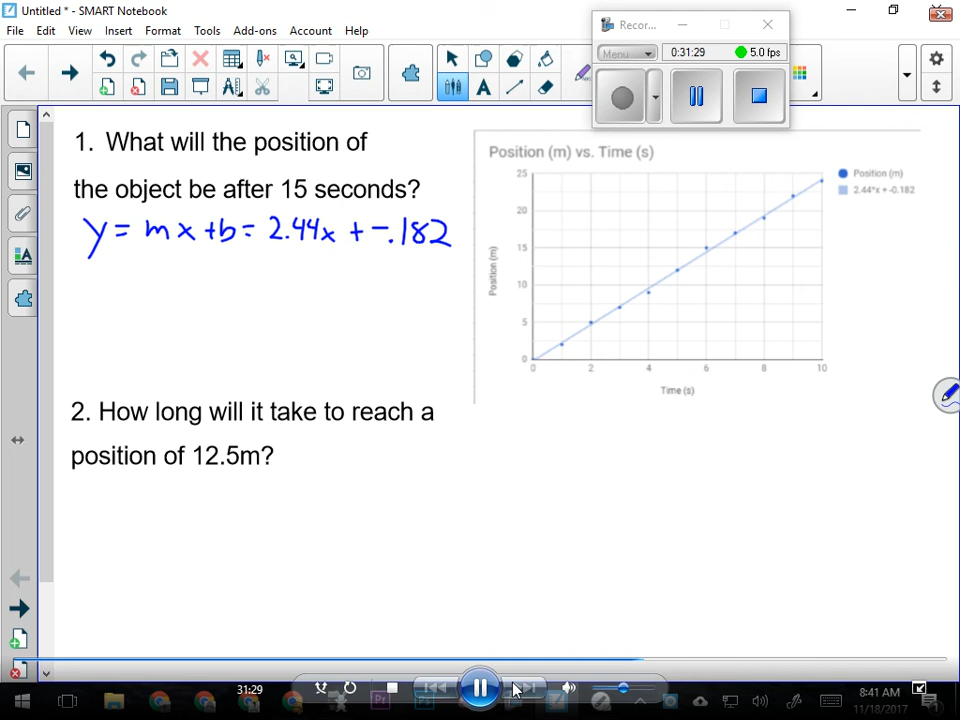 Untitled * - SMART Notebook
Recor...
File Edit View Insert Format Tools Add-ons Account Help
Menu
0:31:29
5.0 fps
1. What will the position of
the object be after 15 seconds?
y = mx+b = 2.44x + -.182
Position (m) vs. Time (s)
Position (m)
2.44*x + -0.182
25
20
15
10
5
0
Position (m)
0 2 4 6 8 10
Time (s)
2. How long will it take to reach a
position of 12.5m?
31:29
Pr
Ps
8:41 AM
11/18/2017